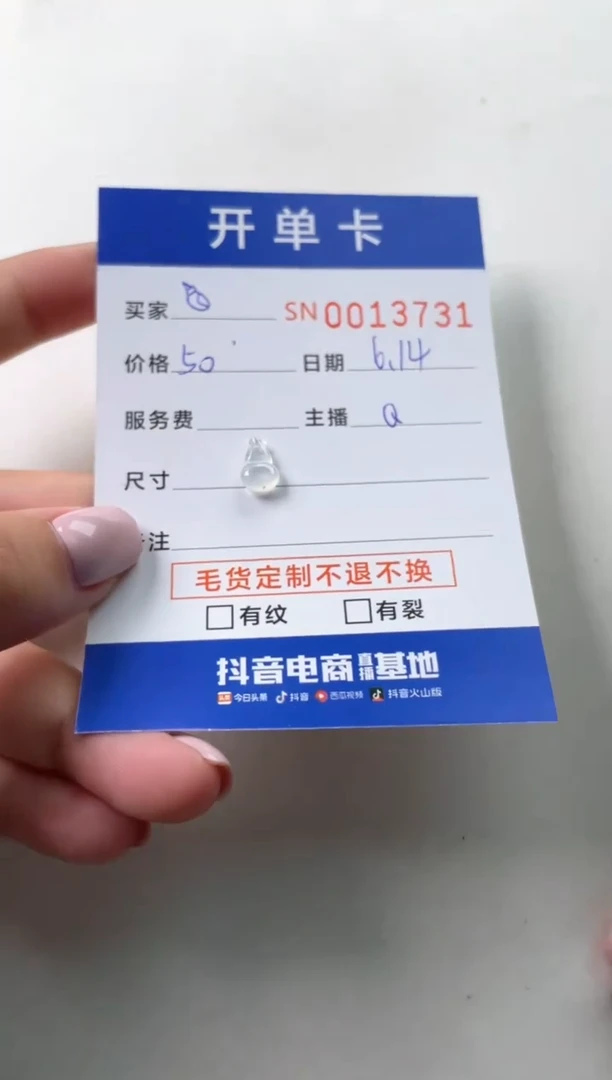 开单卡
买家 SN0013731
价格 50 日期 6.14
服务费 主播 Q
尺寸
注
毛货定制不退不换
有纹 有裂
抖音电商直播基地
今日头条 抖音 西瓜视频 抖音火山版